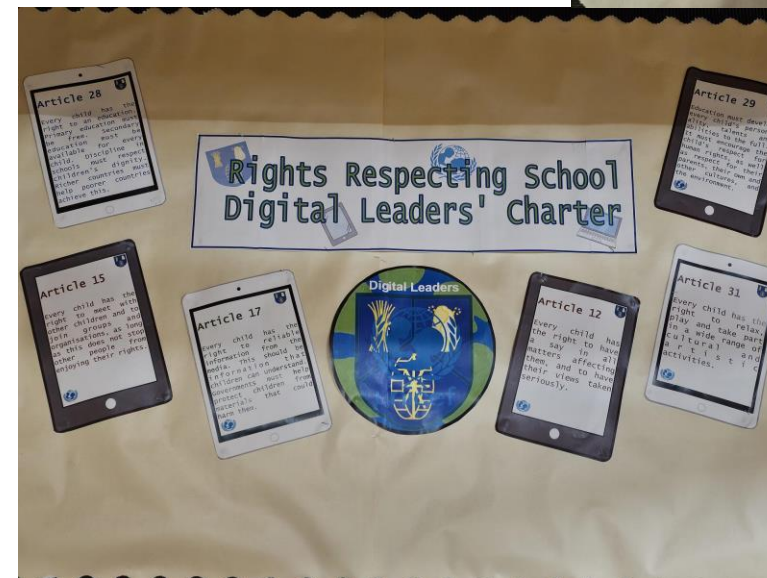 Rights Respecting School
Digital Leaders' Charter
Article 28
Every child has the
right to an education.
Primary education must
be free. Secondary
education must be
available for every
child. Discipline in
schools must respect
children's dignity.
Richer countries must
help poorer countries
achieve this.
Article 29
Education must devel
every child's person
ality, talents an
abilities to the full
It must encourage the
child's respect for
human rights, as well
as respect for their
parents, their own and
other cultures, and
the environment.
Article 15
Every child has the
right to meet with
other children and to
join groups and
organisations, as long
as this does not stop
other people from
enjoying their rights.
Article 17
Every child has the
right to reliable
information from the
media. This should be
information that
children can understand.
Governments must help
protect children from
materials that could
harm them.
Digital Leaders
Article 12
Every child has
the right to have
a say in all
matters affecting
them, and to have
their views taken
seriously.
Article 31
Every child has the
right to relax,
play and take part
in a wide range of
cultural and
artistic
activities.